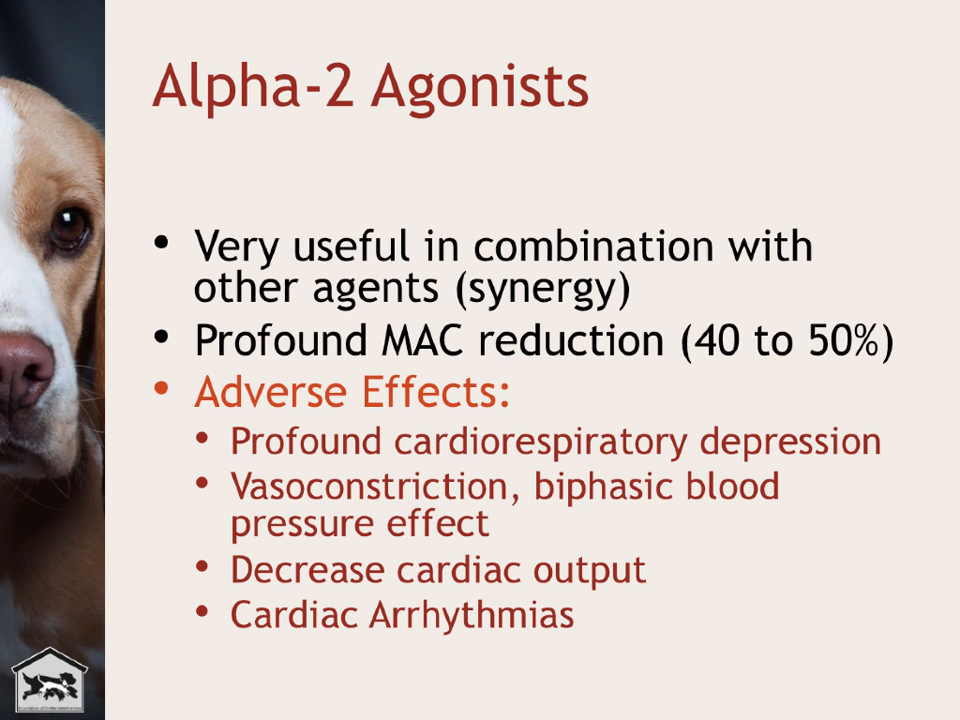 Alpha-2 Agonists
• Very useful in combination with
other agents (synergy)
• Profound MAC reduction (40 to 50%)
• Adverse Effects:
• Profound cardiorespiratory depression
• Vasoconstriction, biphasic blood
pressure effect
• Decrease cardiac output
• Cardiac Arrhythmias